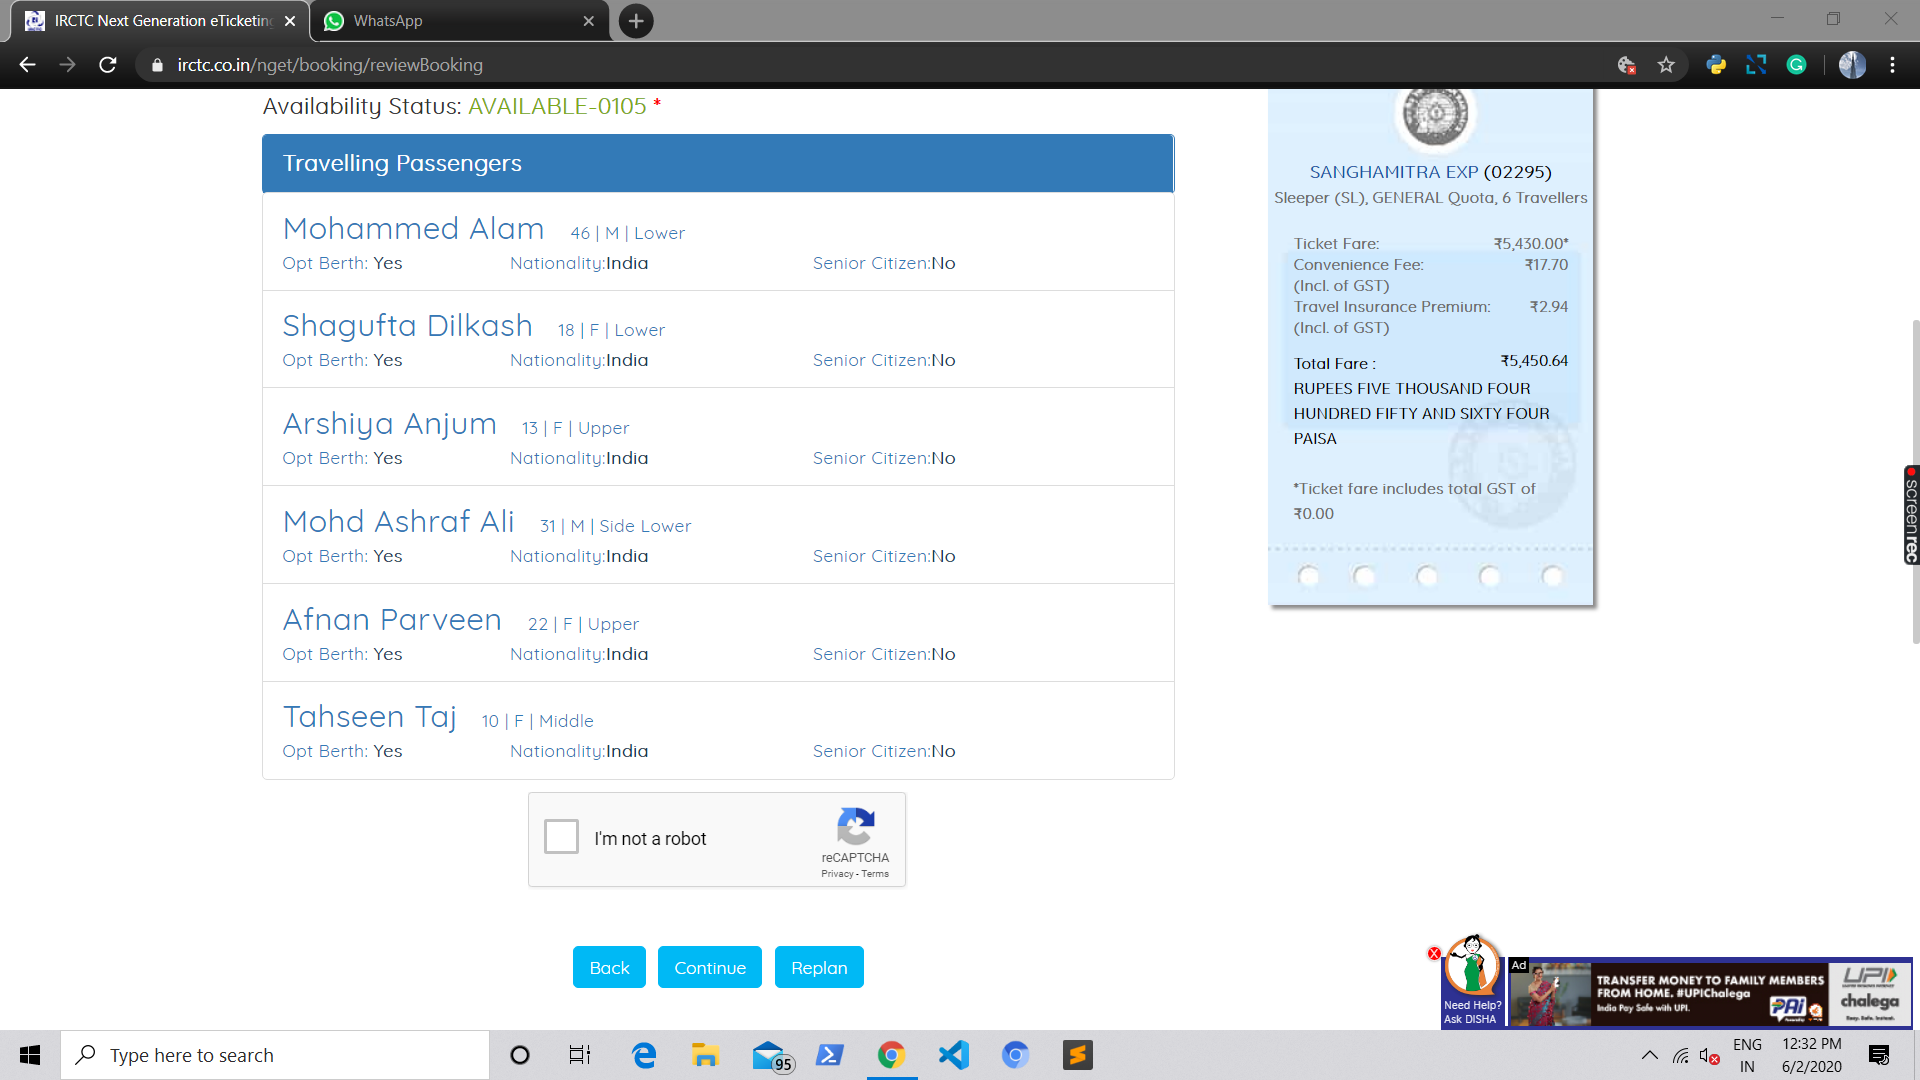 IRCTC Next Generation eTicketing
WhatsApp
irctc.co.in/nget/booking/reviewBooking
Availability Status: AVAILABLE-0105 *
Travelling Passengers
Mohammed Alam 46 | M | Lower
Opt Berth: Yes Nationality:India Senior Citizen:No
Shagufta Dilkash 18 | F | Lower
Opt Berth: Yes Nationality:India Senior Citizen:No
Arshiya Anjum 13 | F | Upper
Opt Berth: Yes Nationality:India Senior Citizen:No
Mohd Ashraf Ali 31 | M | Side Lower
Opt Berth: Yes Nationality:India Senior Citizen:No
Afnan Parveen 22 | F | Upper
Opt Berth: Yes Nationality:India Senior Citizen:No
Tahseen Taj 10 | F | Middle
Opt Berth: Yes Nationality:India Senior Citizen:No
I'm not a robot
reCAPTCHA
Privacy - Terms
Back Continue Replan
SANGHAMITRA EXP (02295)
Sleeper (SL), GENERAL Quota, 6 Travellers
Ticket Fare: ₹5,430.00*
Convenience Fee: ₹17.70
(Incl. of GST)
Travel Insurance Premium: ₹2.94
(Incl. of GST)
Total Fare : ₹5,450.64
RUPEES FIVE THOUSAND FOUR
HUNDRED FIFTY AND SIXTY FOUR
PAISA
*Ticket fare includes total GST of
₹0.00
screenrec
Need Help?
Ask DISHA
Ad
TRANSFER MONEY TO FAMILY MEMBERS
FROM HOME. #UPIChalega
India Pay Safe with UPI.
UPI
chalega
Easy. Safe. Instant.
Type here to search
95
ENG
IN
12:32 PM
6/2/2020